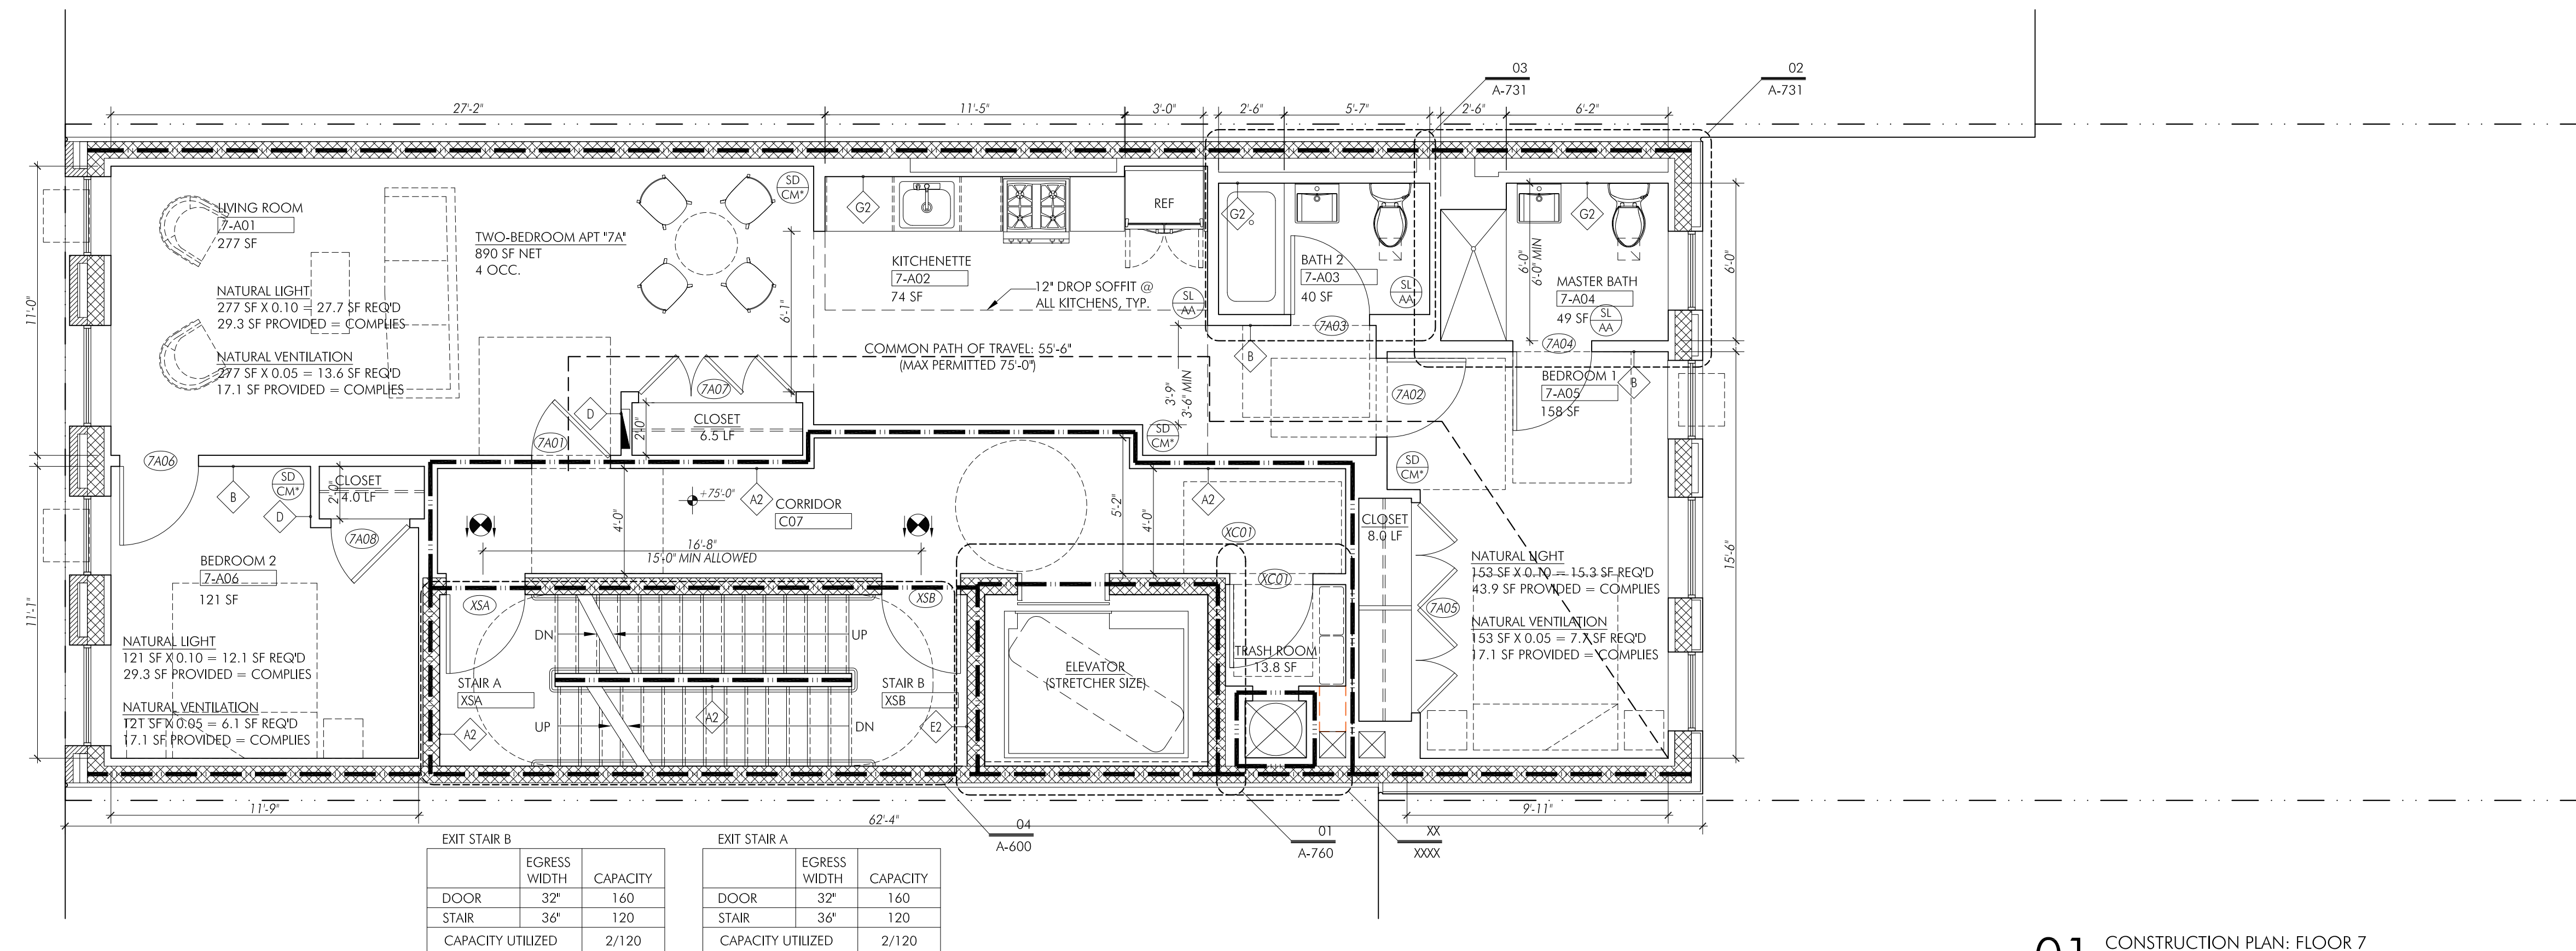 03
A-731
02
A-731
27'-2"
11'-5"
3'-0"
2'-6"
5'-7"
2'-6"
6'-2"
11'-0"
11'-1"
LIVING ROOM
7-A01
277 SF
NATURAL LIGHT
277 SF X 0.10 = 27.7 SF REQ'D
29.3 SF PROVIDED = COMPLIES
NATURAL VENTILATION
277 SF X 0.05 = 13.6 SF REQ'D
17.1 SF PROVIDED = COMPLIES
TWO-BEDROOM APT "7A"
890 SF NET
4 OCC.
SD
CM*
6'-1"
G2
KITCHENETTE
7-A02
74 SF
12" DROP SOFFIT @
ALL KITCHENS, TYP.
REF
SL
AA
COMMON PATH OF TRAVEL: 55'-6"
(MAX PERMITTED 75'-0")
3'-9"
3'-6" MIN
G2
BATH 2
7-A03
40 SF
SL
AA
7A03
B
G2
6'-0"
6'-0" MIN
MASTER BATH
7-A04
49 SF
SL
AA
7A04
6'-0"
BEDROOM 1
7-A05
158 SF
B
7A02
SD
CM*
SD
CM*
7A07
CLOSET
6.5 LF
2'-0"
D
7A01
7A06
B
SD
CM*
D
CLOSET
4.0 LF
2'-0"
7A08
BEDROOM 2
7-A06
121 SF
NATURAL LIGHT
121 SF X 0.10 = 12.1 SF REQ'D
29.3 SF PROVIDED = COMPLIES
NATURAL VENTILATION
121 SF X 0.05 = 6.1 SF REQ'D
17.1 SF PROVIDED = COMPLIES
+75'-0"
A2
CORRIDOR
C07
4'-0"
16'-8"
15'-0" MIN ALLOWED
5'-2"
4'-0"
A2
XC01
XC01
XSA
XSB
DN
UP
UP
DN
STAIR A
XSA
STAIR B
XSB
A2
A2
E2
ELEVATOR
(STRETCHER SIZE)
TRASH ROOM
13.8 SF
CLOSET
8.0 LF
7A05
NATURAL LIGHT
153 SF X 0.10 = 15.3 SF REQ'D
43.9 SF PROVIDED = COMPLIES
NATURAL VENTILATION
153 SF X 0.05 = 7.7 SF REQ'D
17.1 SF PROVIDED = COMPLIES
15'-6"
11'-9"
62'-4"
9'-11"
04
A-600
01
A-760
XX
XXXX
EXIT STAIR B
EGRESS
WIDTH
CAPACITY
DOOR 32" 160
STAIR 36" 120
CAPACITY UTILIZED 2/120
EXIT STAIR A
EGRESS
WIDTH
CAPACITY
DOOR 32" 160
STAIR 36" 120
CAPACITY UTILIZED 2/120
01
CONSTRUCTION PLAN: FLOOR 7